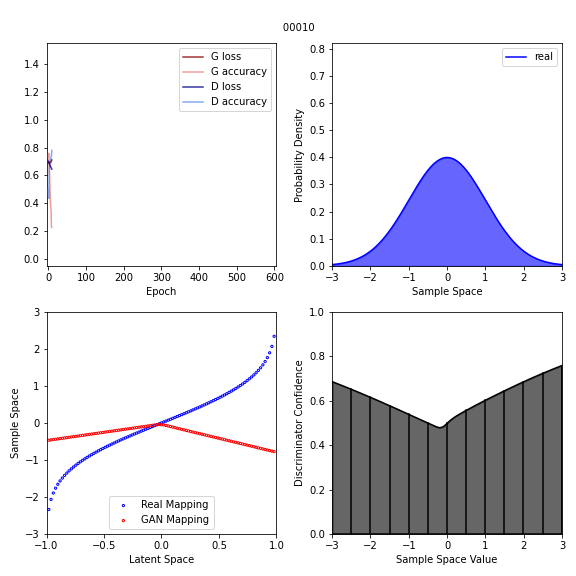 00010
1.4
1.2
1.0
0.8
0.6
0.4
0.2
0.0
0 100 200 300 400 500 600
Epoch
G loss
G accuracy
D loss
D accuracy
0.8
0.7
0.6
0.5
0.4
0.3
0.2
0.1
0.0
Probability Density
−3 −2 −1 0 1 2 3
Sample Space
real
3
2
1
0
−1
−2
−3
Sample Space
−1.0 −0.5 0.0 0.5 1.0
Latent Space
Real Mapping
GAN Mapping
1.0
0.8
0.6
0.4
0.2
0.0
Discriminator Confidence
−3 −2 −1 0 1 2 3
Sample Space Value